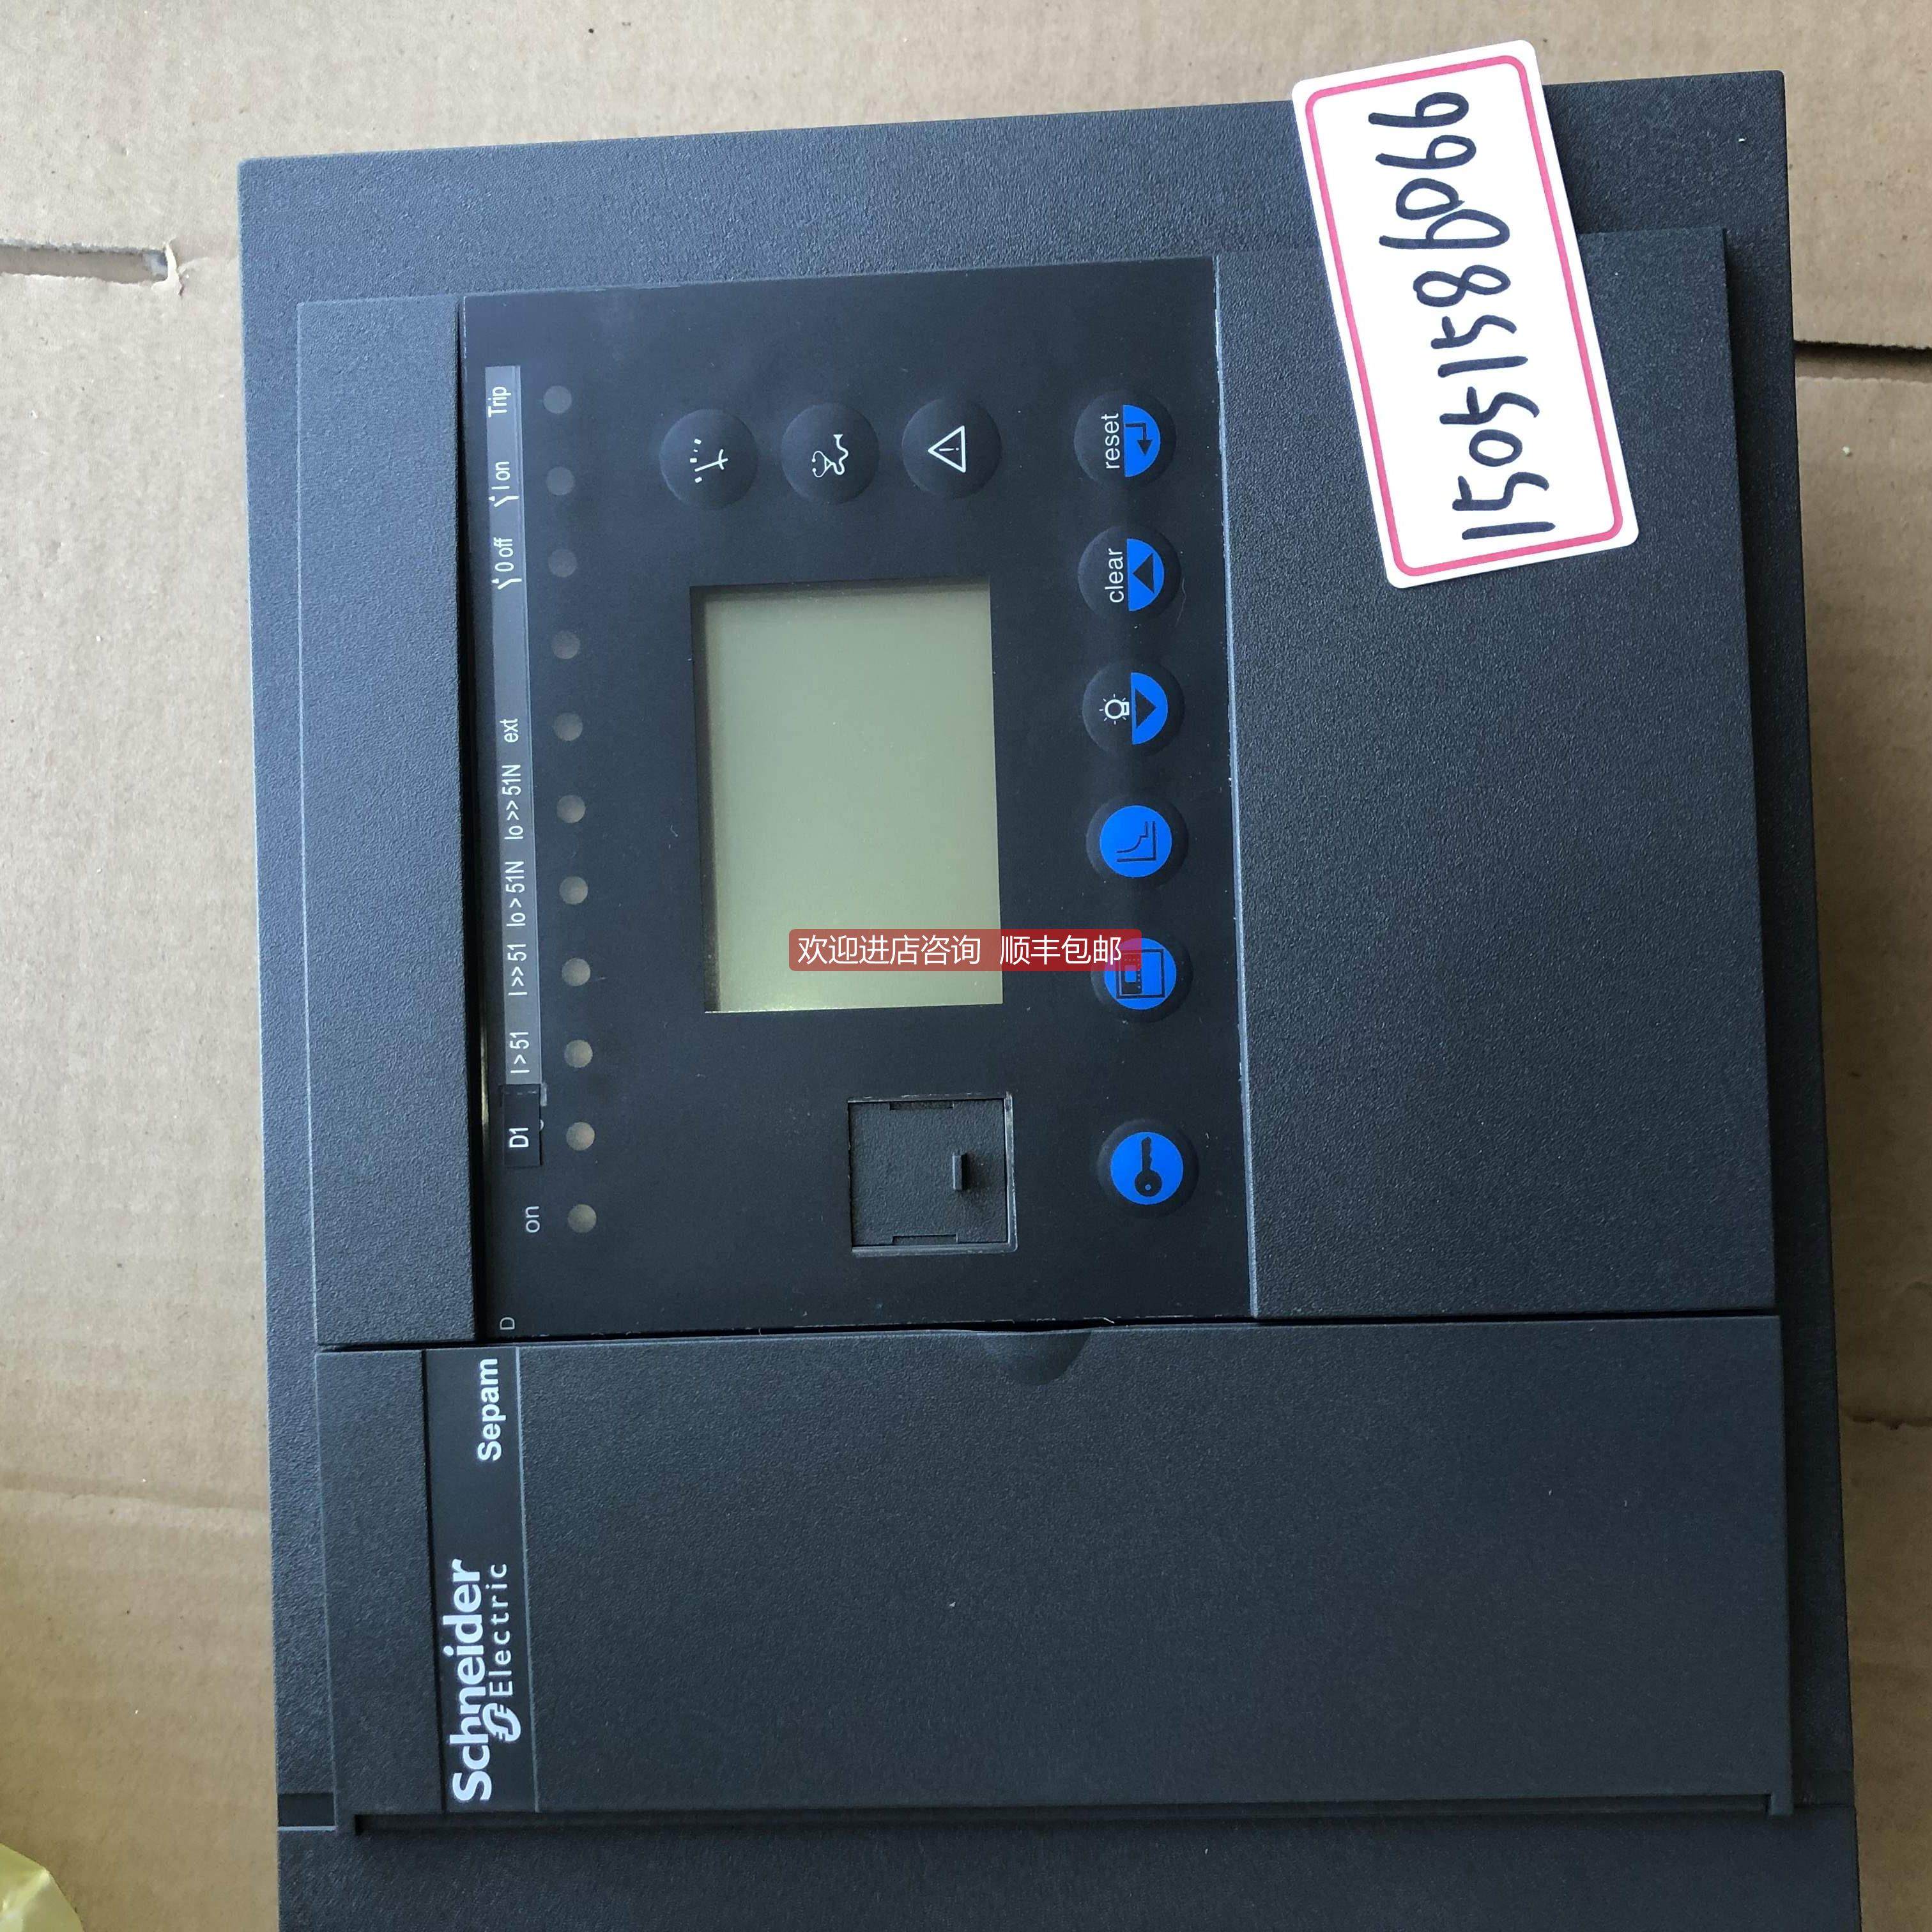 Schneider
Electric
Sepam
D
on
D1
I > 51
I >> 51
Io > 51N
Io >> 51N
ext
0 off
I on
Trip
reset
clear
欢迎进店咨询 顺丰包邮
15051586066